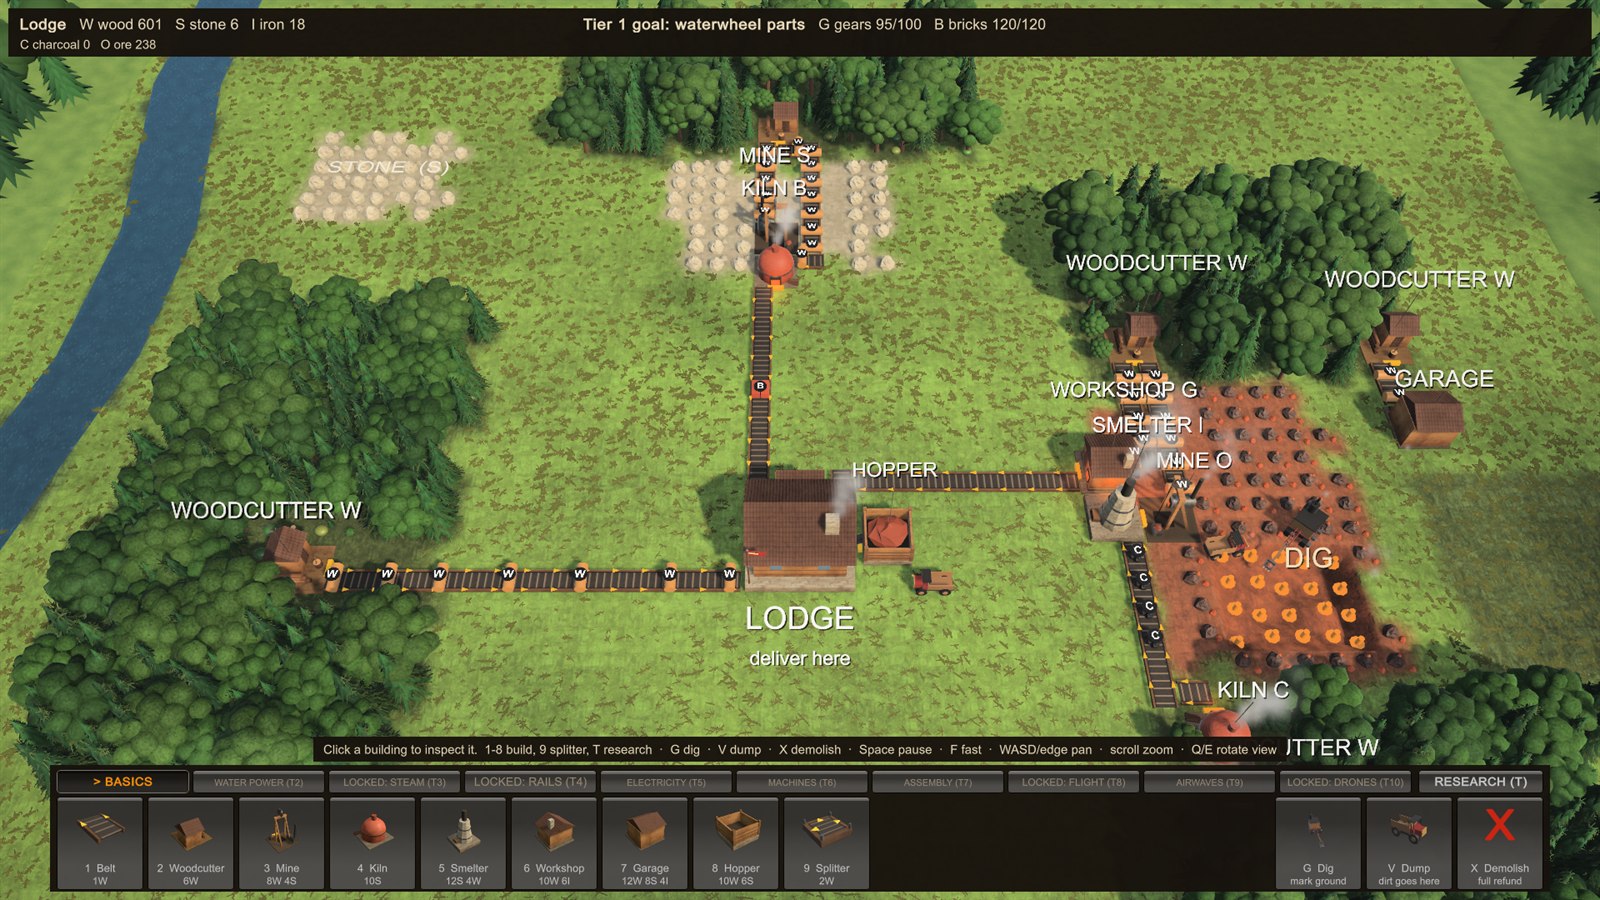 Lodge W wood 601 S stone 6 I iron 18
C charcoal 0 O ore 238
Tier 1 goal: waterwheel parts G gears 95/100 B bricks 120/120
STONE (S)
MINE S
KILN B
WOODCUTTER W
WOODCUTTER W
GARAGE
WORKSHOP G
SMELTER I
MINE O
HOPPER
WOODCUTTER W
DIG
LODGE
deliver here
KILN C
UTTER W
Click a building to inspect it. 1-8 build, 9 splitter, T research · G dig · V dump · X demolish · Space pause · F fast · WASD/edge pan · scroll zoom · Q/E rotate view
> BASICS
WATER POWER (T2)
LOCKED: STEAM (T3)
LOCKED: RAILS (T4)
ELECTRICITY (T5)
MACHINES (T6)
ASSEMBLY (T7)
LOCKED: FLIGHT (T8)
AIRWAVES (T9)
LOCKED: DRONES (T10)
RESEARCH (T)
1 Belt
1W
2 Woodcutter
6W
3 Mine
8W 4S
4 Kiln
10S
5 Smelter
12S 4W
6 Workshop
10W 6I
7 Garage
12W 8S 4I
8 Hopper
10W 6S
9 Splitter
2W
G Dig
mark ground
V Dump
dirt goes here
X Demolish
full refund